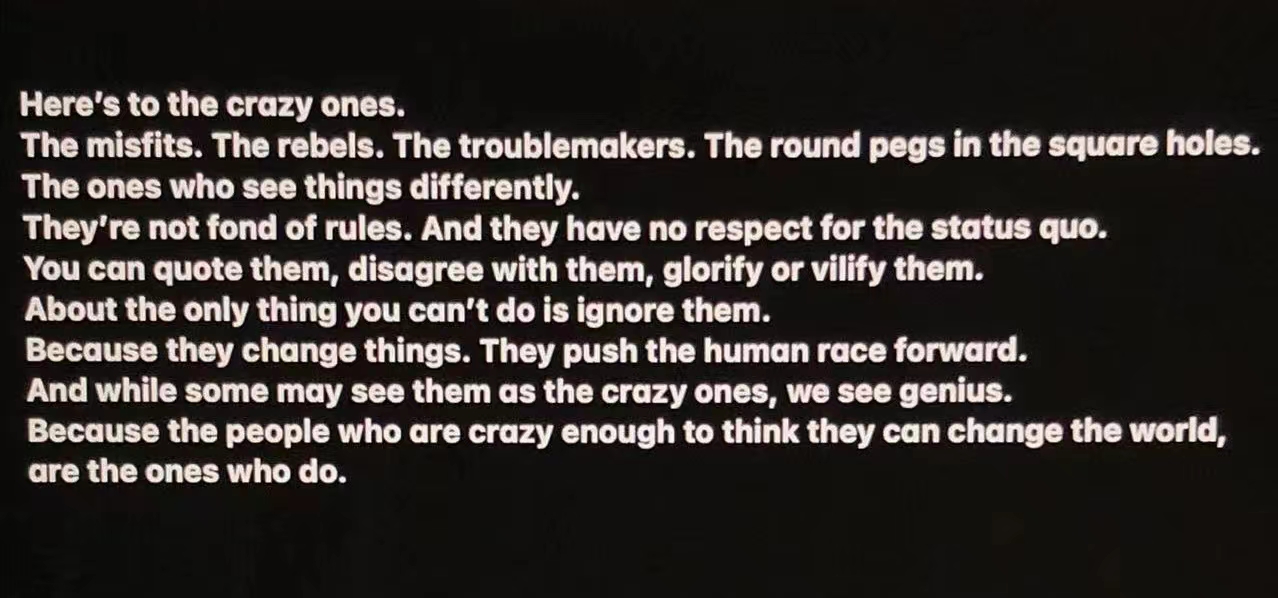 Here's to the crazy ones.
The misfits. The rebels. The troublemakers. The round pegs in the square holes.
The ones who see things differently.
They're not fond of rules. And they have no respect for the status quo.
You can quote them, disagree with them, glorify or vilify them.
About the only thing you can't do is ignore them.
Because they change things. They push the human race forward.
And while some may see them as the crazy ones, we see genius.
Because the people who are crazy enough to think they can change the world,
are the ones who do.